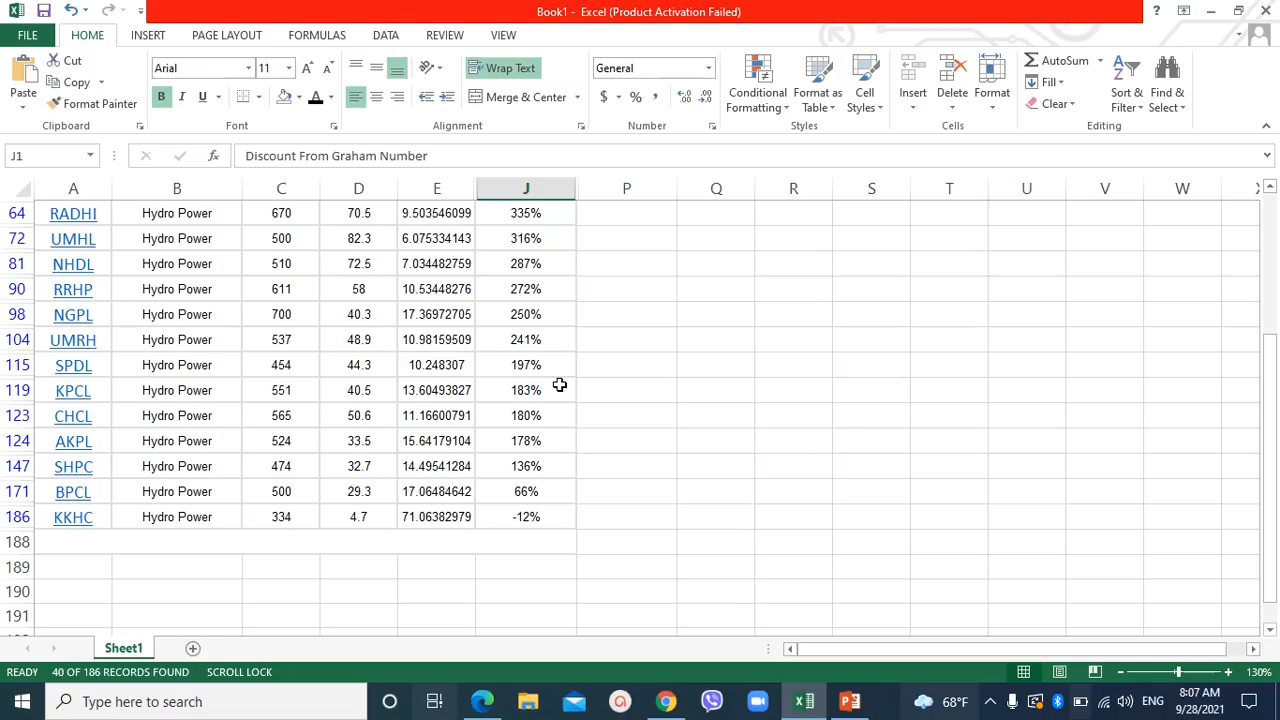 Book1 - Excel (Product Activation Failed)
FILE HOME INSERT PAGE LAYOUT FORMULAS DATA REVIEW VIEW
Paste
Cut
Copy
Format Painter
Clipboard
Arial 11
B I U A
Font
Wrap Text
Merge & Center
Alignment
General
$ % ,
Number
Conditional Formatting
Format as Table
Cell Styles
Styles
Insert Delete Format
Cells
AutoSum
Fill
Clear
Sort & Filter
Find & Select
Editing
J1 fx Discount From Graham Number
A B C D E J P Q R S T U V W
64 RADHI Hydro Power 670 70.5 9.503546099 335%
72 UMHL Hydro Power 500 82.3 6.075334143 316%
81 NHDL Hydro Power 510 72.5 7.034482759 287%
90 RRHP Hydro Power 611 58 10.53448276 272%
98 NGPL Hydro Power 700 40.3 17.36972705 250%
104 UMRH Hydro Power 537 48.9 10.98159509 241%
115 SPDL Hydro Power 454 44.3 10.248307 197%
119 KPCL Hydro Power 551 40.5 13.60493827 183%
123 CHCL Hydro Power 565 50.6 11.16600791 180%
124 AKPL Hydro Power 524 33.5 15.64179104 178%
147 SHPC Hydro Power 474 32.7 14.49541284 136%
171 BPCL Hydro Power 500 29.3 17.06484642 66%
186 KKHC Hydro Power 334 4.7 71.06382979 -12%
188
189
190
191
Sheet1
READY 40 OF 186 RECORDS FOUND SCROLL LOCK 130%
Type here to search
68°F
ENG
8:07 AM
9/28/2021